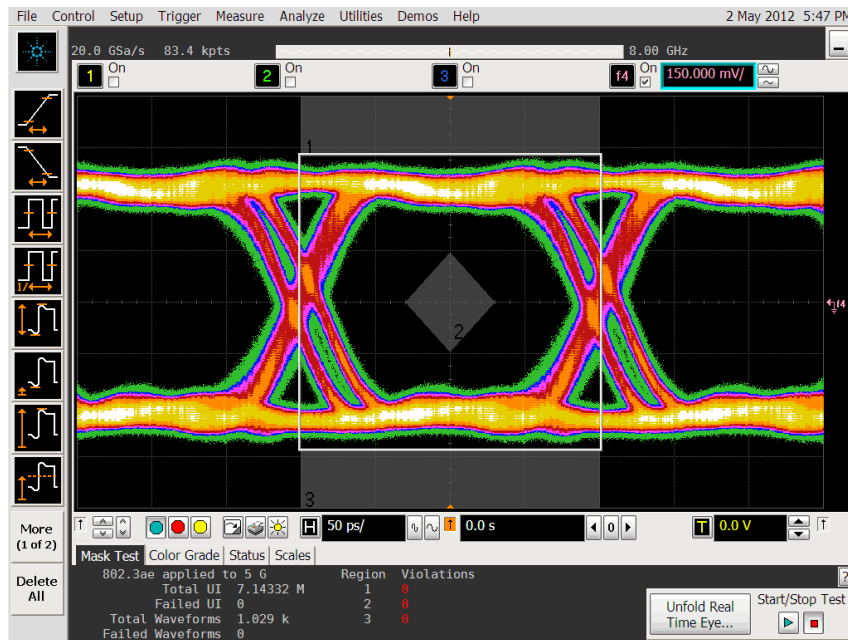 File Control Setup Trigger Measure Analyze Utilities Demos Help 2 May 2012 5:47 PM
20.0 GSa/s 83.4 kpts 8.00 GHz
1 On 2 On 3 On f4 On 150.000 mV/
1
2
f4
3
1/
More
(1 of 2)
Delete
All
H 50 ps/ 0.0 s 0 T 0.0 V
Mask Test Color Grade Status Scales
802.3ae applied to 5 G Region Violations
Total UI 7.14332 M 1 0
Failed UI 0 2 0
Total Waveforms 1.029 k 3 0
Failed Waveforms 0
?
Unfold Real
Time Eye...
Start/Stop Test